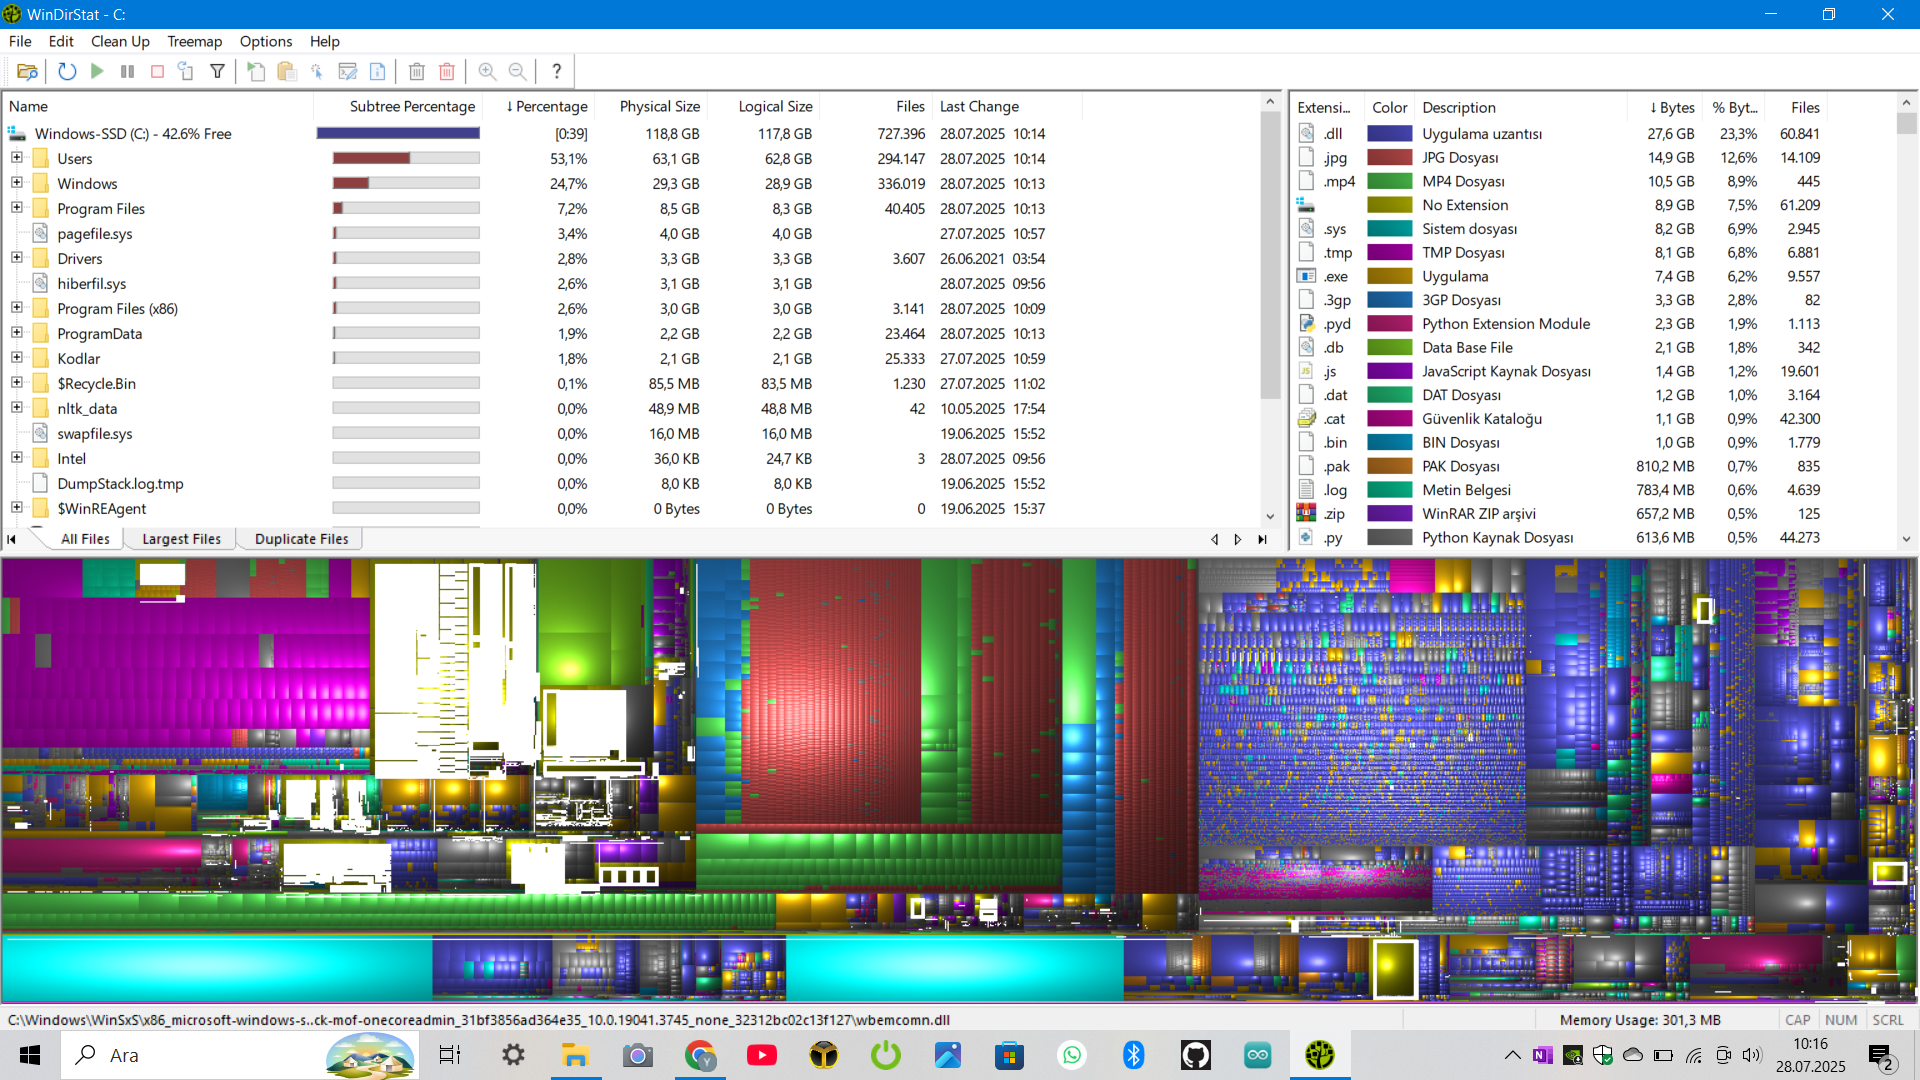 WinDirStat - C:
File Edit Clean Up Treemap Options Help
?
Name Subtree Percentage ↓ Percentage Physical Size Logical Size Files Last Change
Windows-SSD (C:) - 42.6% Free [0:39] 118,8 GB 117,8 GB 727.396 28.07.2025 10:14
Users 53,1% 63,1 GB 62,8 GB 294.147 28.07.2025 10:14
Windows 24,7% 29,3 GB 28,9 GB 336.019 28.07.2025 10:13
Program Files 7,2% 8,5 GB 8,3 GB 40.405 28.07.2025 10:13
pagefile.sys 3,4% 4,0 GB 4,0 GB 27.07.2025 10:57
Drivers 2,8% 3,3 GB 3,3 GB 3.607 26.06.2021 03:54
hiberfil.sys 2,6% 3,1 GB 3,1 GB 28.07.2025 09:56
Program Files (x86) 2,6% 3,0 GB 3,0 GB 3.141 28.07.2025 10:09
ProgramData 1,9% 2,2 GB 2,2 GB 23.464 28.07.2025 10:13
Kodlar 1,8% 2,1 GB 2,1 GB 25.333 27.07.2025 10:59
$Recycle.Bin 0,1% 85,5 MB 83,5 MB 1.230 27.07.2025 11:02
nltk_data 0,0% 48,9 MB 48,8 MB 42 10.05.2025 17:54
swapfile.sys 0,0% 16,0 MB 16,0 MB 19.06.2025 15:52
Intel 0,0% 36,0 KB 24,7 KB 3 28.07.2025 09:56
DumpStack.log.tmp 0,0% 8,0 KB 8,0 KB 19.06.2025 15:52
$WinREAgent 0,0% 0 Bytes 0 Bytes 0 19.06.2025 15:37
All Files Largest Files Duplicate Files
Extensi... Color Description ↓ Bytes % Byt... Files
.dll Uygulama uzantısı 27,6 GB 23,3% 60.841
.jpg JPG Dosyası 14,9 GB 12,6% 14.109
.mp4 MP4 Dosyası 10,5 GB 8,9% 445
No Extension 8,9 GB 7,5% 61.209
.sys Sistem dosyası 8,2 GB 6,9% 2.945
.tmp TMP Dosyası 8,1 GB 6,8% 6.881
.exe Uygulama 7,4 GB 6,2% 9.557
.3gp 3GP Dosyası 3,3 GB 2,8% 82
.pyd Python Extension Module 2,3 GB 1,9% 1.113
.db Data Base File 2,1 GB 1,8% 342
.js JavaScript Kaynak Dosyası 1,4 GB 1,2% 19.601
.dat DAT Dosyası 1,2 GB 1,0% 3.164
.cat Güvenlik Kataloğu 1,1 GB 0,9% 42.300
.bin BIN Dosyası 1,0 GB 0,9% 1.779
.pak PAK Dosyası 810,2 MB 0,7% 835
.log Metin Belgesi 783,4 MB 0,6% 4.639
.zip WinRAR ZIP arşivi 657,2 MB 0,5% 125
.py Python Kaynak Dosyası 613,6 MB 0,5% 44.273
C:\Windows\WinSxS\x86_microsoft-windows-s..ck-mof-onecoreadmin_31bf3856ad364e35_10.0.19041.3745_none_32312bc02c13f127\wbemcomn.dll
Memory Usage: 301,3 MB CAP NUM SCRL
Ara
10:16
28.07.2025
2